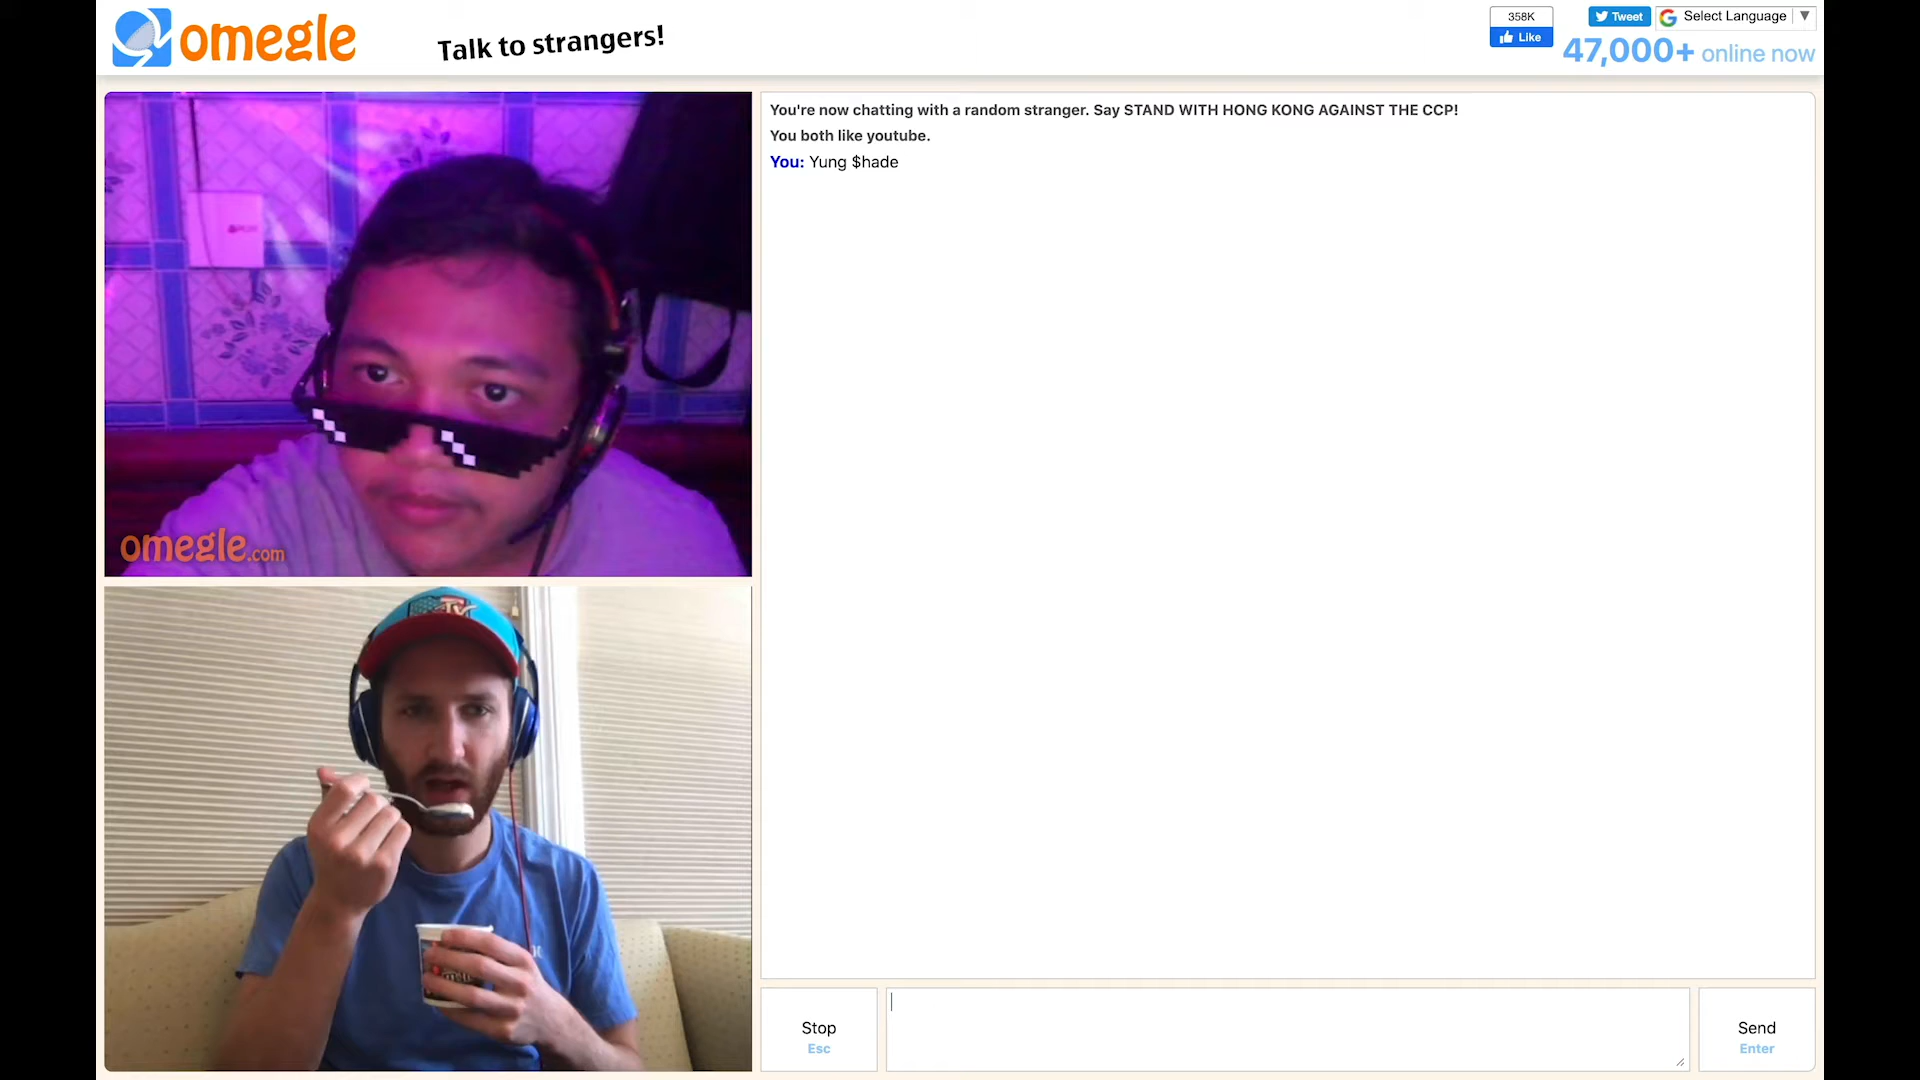 omegle
Talk to strangers!
358K
Like
Tweet
Select Language
47,000+ online now
You're now chatting with a random stranger. Say STAND WITH HONG KONG AGAINST THE CCP!
You both like youtube.
You: Yung $hade
omegle.com
TV
Stop
Esc
Send
Enter